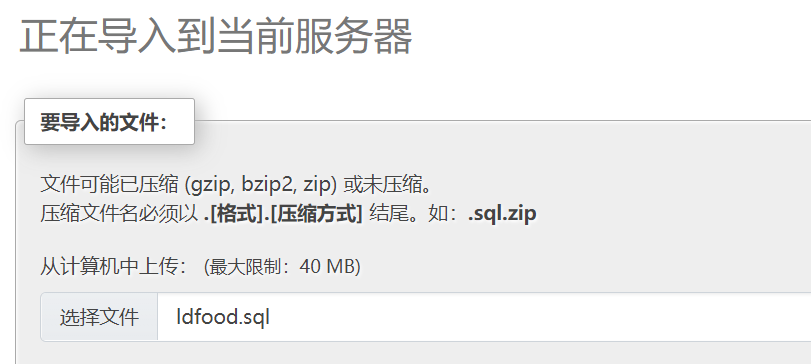 正在导入到当前服务器
要导入的文件：
文件可能已压缩 (gzip, bzip2, zip) 或未压缩。
压缩文件名必须以 .[格式].[压缩方式] 结尾。如：.sql.zip
从计算机中上传： (最大限制：40 MB)
选择文件 ldfood.sql